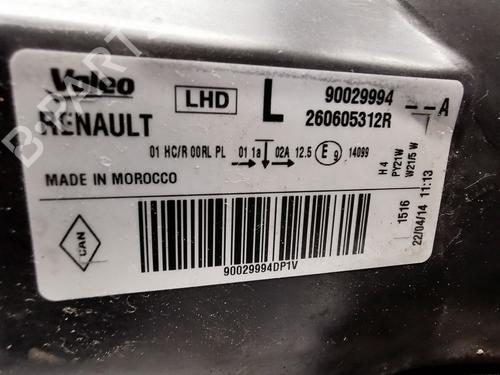 Valeo
RENAULT
LHD
L
90029994
260605312R
--A
01 HC/R 00RL PL 01 1a 02A 12.5 E9 14099
MADE IN MOROCCO
H4
PY21W
W21/5 W
1516
22/04/14 11:13
CAN
90029994DP1V
B-PARTS